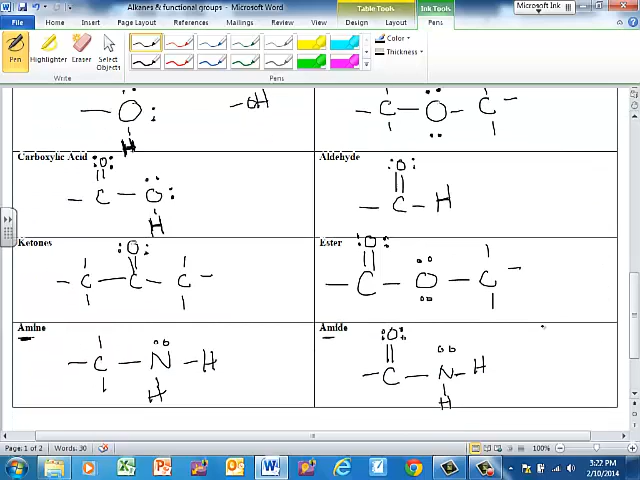 Alkanes & functional groups - Microsoft Word
Table Tools
Ink Tools
Microsoft Ink
File Home Insert Page Layout References Mailings Review View Design Layout Pens
Pen Highlighter Eraser Select Objects
Color
Thickness
Write Pens
O C O C
H
-OH
Carboxylic Acid Aldehyde
O O
C O C H
H
Ketones Ester
O O
C C C C O C
Amine Amide
O
C N H C N H
H H
Page: 1 of 2 Words: 30 100%
3:22 PM
2/10/2014